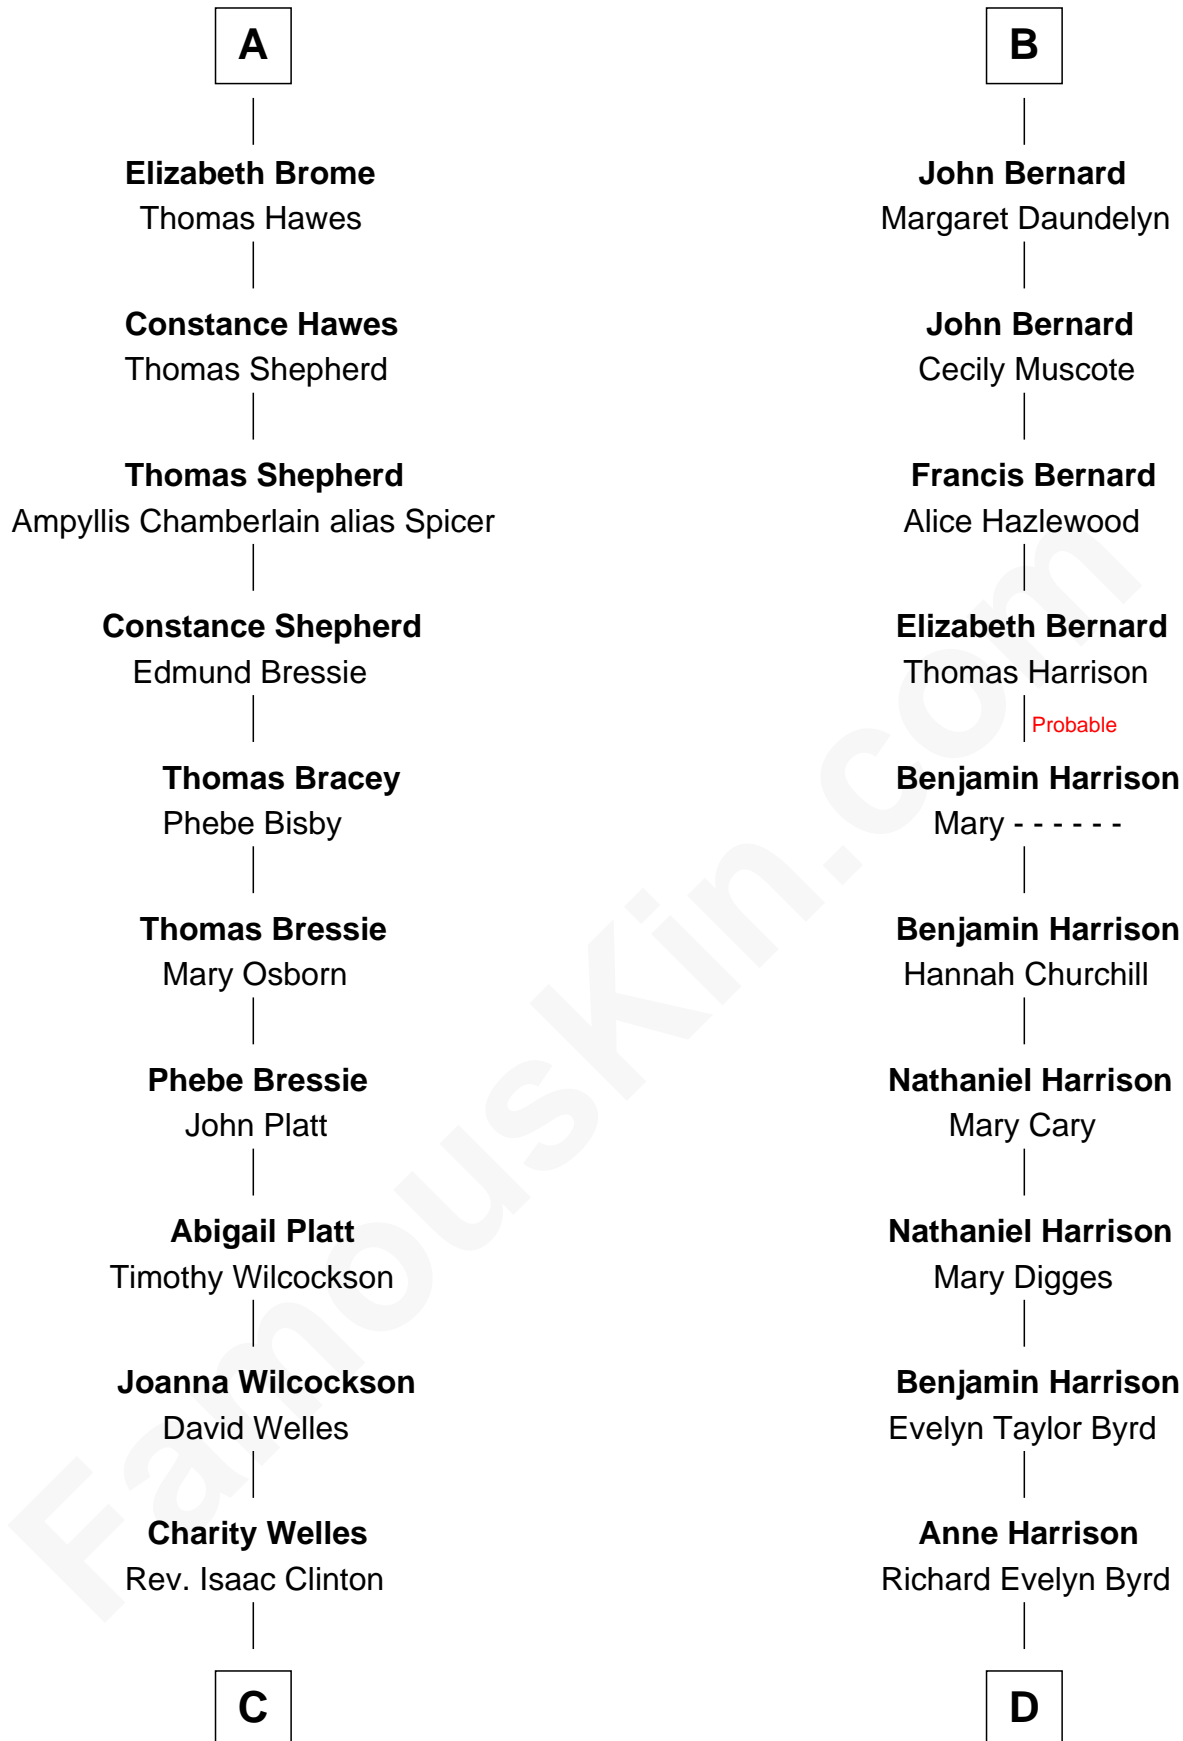 A
Elizabeth Brome
Thomas Hawes
Constance Hawes
Thomas Shepherd
Thomas Shepherd
Ampyllis Chamberlain alias Spicer
Constance Shepherd
Edmund Bressie
Thomas Bracey
Phebe Bisby
Thomas Bressie
Mary Osborn
Phebe Bressie
John Platt
Abigail Platt
Timothy Wilcockson
Joanna Wilcockson
David Welles
Charity Welles
Rev. Isaac Clinton
C
B
John Bernard
Margaret Daundelyn
John Bernard
Cecily Muscote
Francis Bernard
Alice Hazlewood
Elizabeth Bernard
Thomas Harrison
Probable
Benjamin Harrison
Mary - - - - - -
Benjamin Harrison
Hannah Churchill
Nathaniel Harrison
Mary Cary
Nathaniel Harrison
Mary Digges
Benjamin Harrison
Evelyn Taylor Byrd
Anne Harrison
Richard Evelyn Byrd
D
FamousKin.com